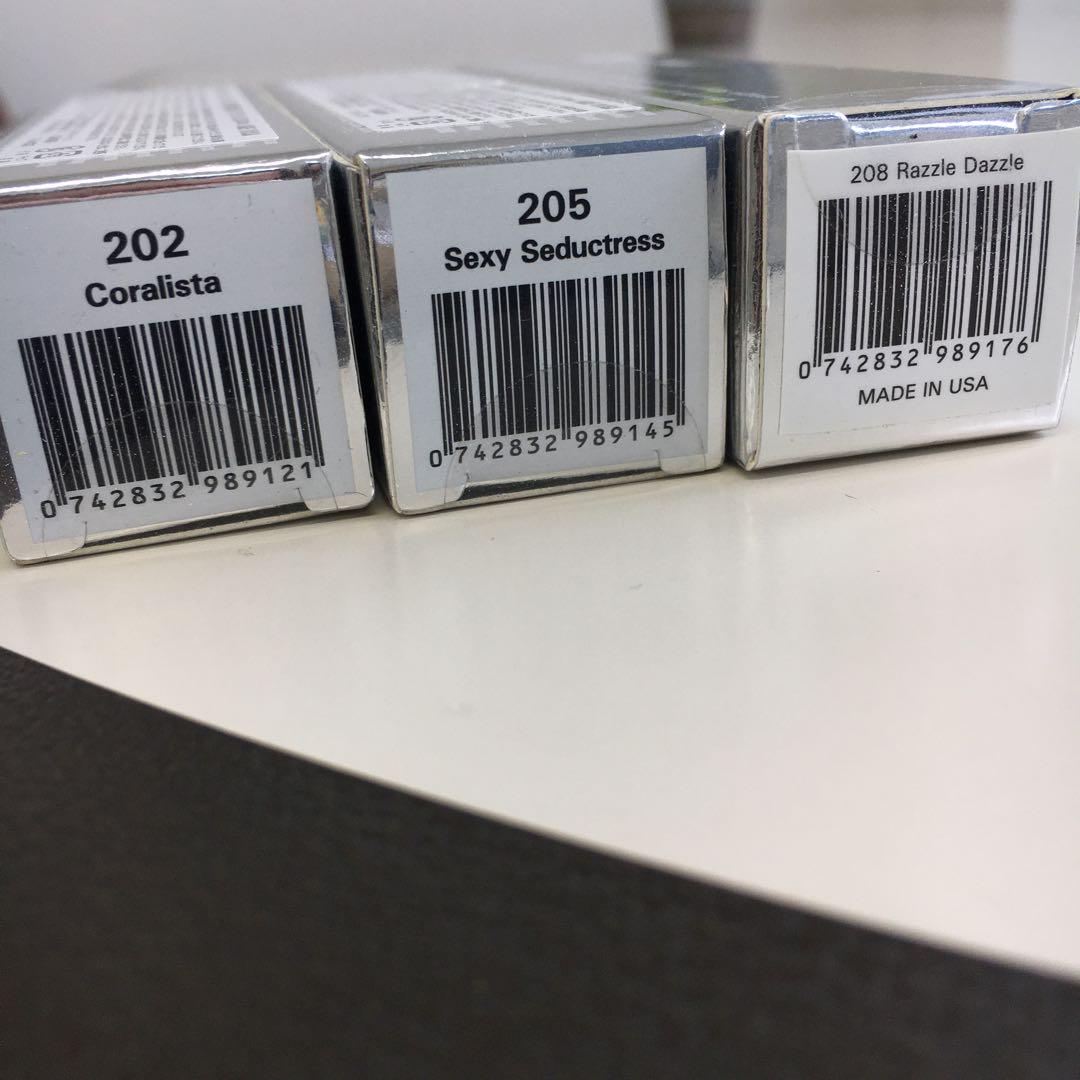 202
Coralista
0 742832 989121
205
Sexy Seductress
0 742832 989145
208 Razzle Dazzle
0 742832 989176
MADE IN USA